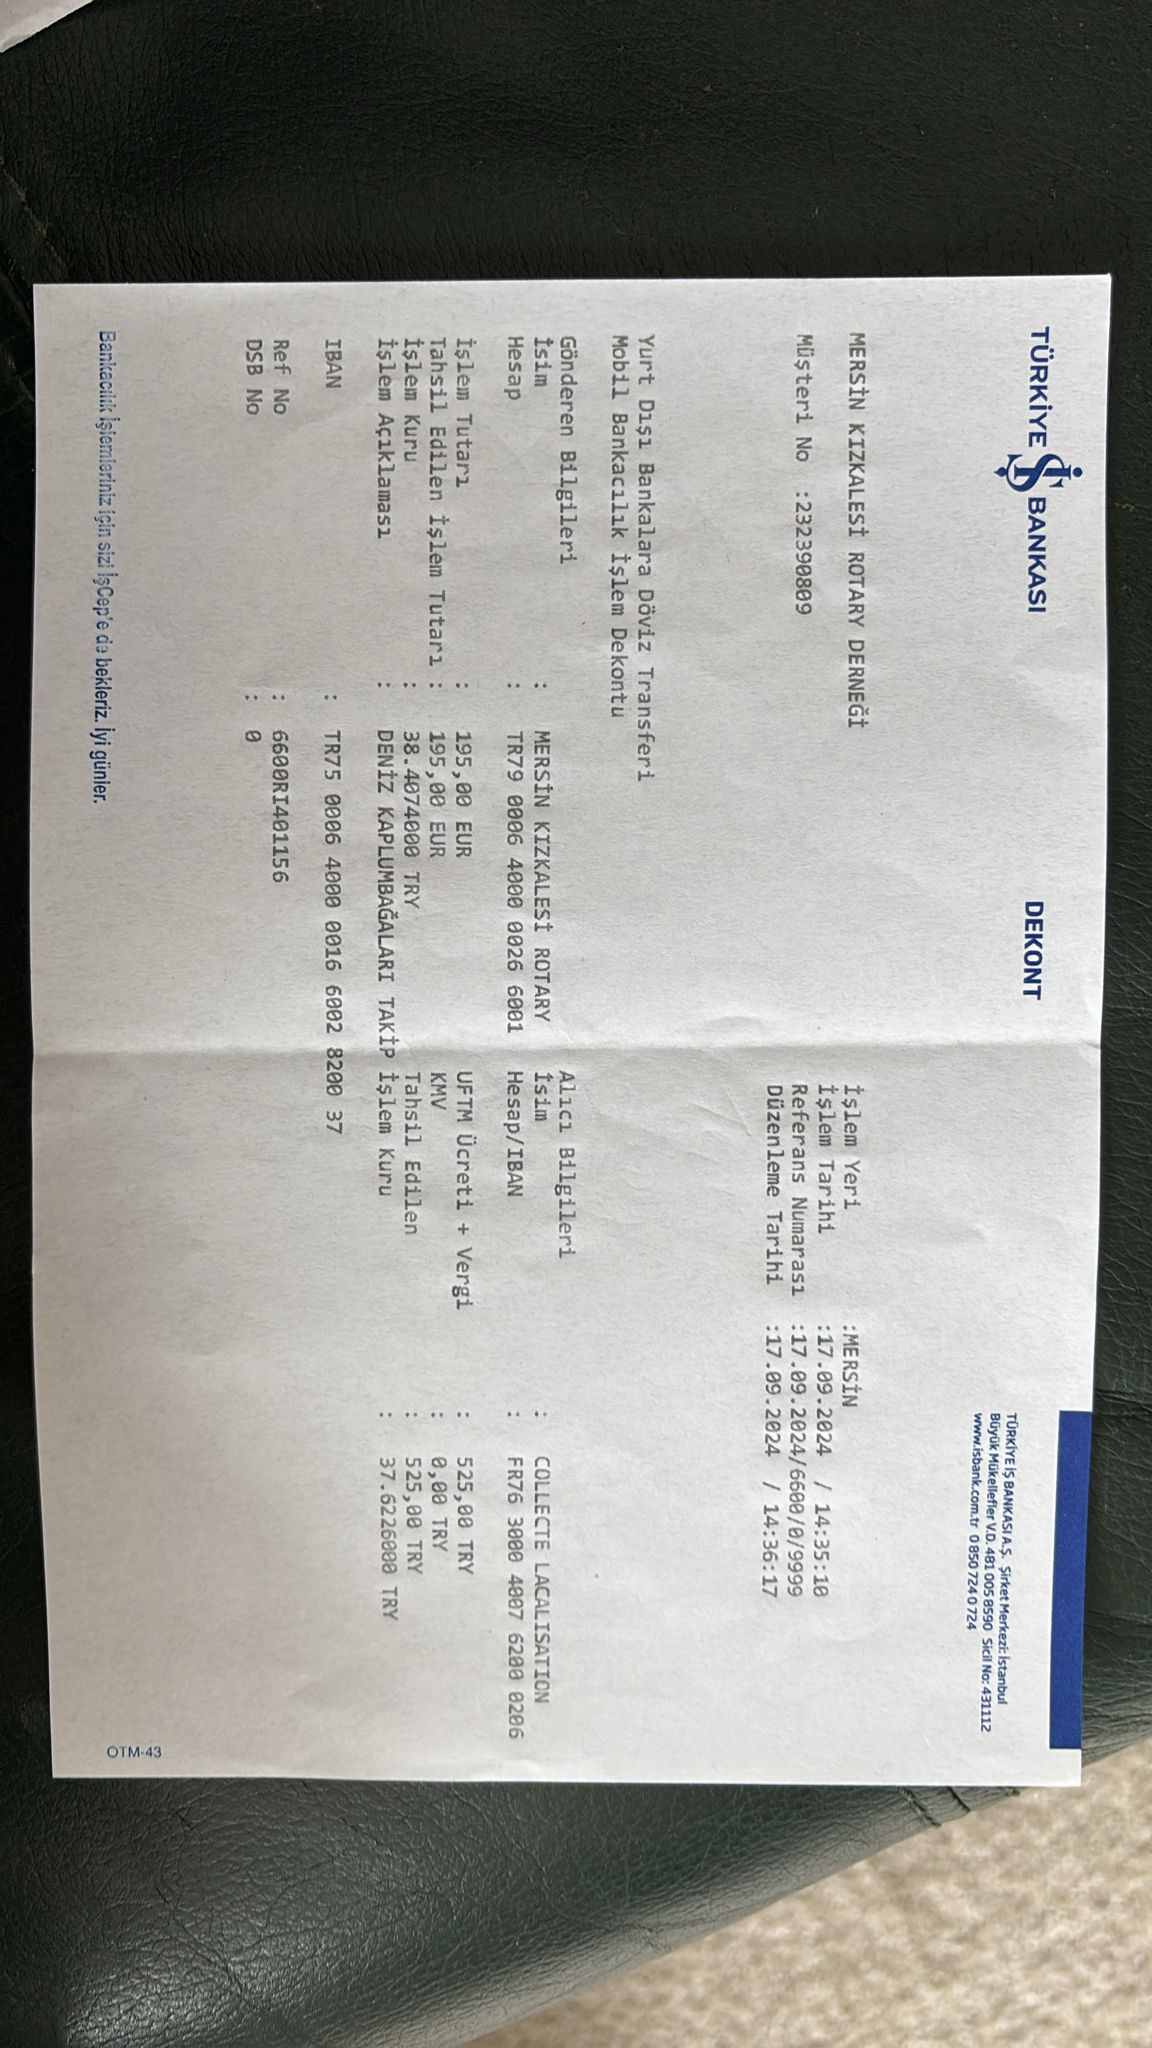 TÜRKİYE İŞ BANKASI
DEKONT
TÜRKİYE İŞ BANKASI A.Ş. Şirket Merkezi: İstanbul
Büyük Mükellefler V.D. 481 005 8590 Sicil No: 431112
www.isbank.com.tr 0 850 724 0 724
MERSİN KIZKALESİ ROTARY DERNEĞİ
Müşteri No :232390809
İşlem Yeri :MERSİN
İşlem Tarihi :17.09.2024 / 14:35:10
Referans Numarası :17.09.2024/6600/0/9999
Düzenleme Tarihi :17.09.2024 / 14:36:17
Yurt Dışı Bankalara Döviz Transferi
Mobil Bankacılık İşlem Dekontu
Gönderen Bilgileri
İsim : MERSİN KIZKALESİ ROTARY
Hesap : TR79 0006 4000 0026 6001
Alıcı Bilgileri
İsim : COLLECTE LACALISATION
Hesap/IBAN : FR76 3000 4007 6200 0206
İşlem Tutarı : 195,00 EUR
Tahsil Edilen İşlem Tutarı : 195,00 EUR
İşlem Kuru : 38.4074000 TRY
İşlem Açıklaması : DENİZ KAPLUMBAĞALARI TAKİP
UFTM Ücreti + Vergi : 525,00 TRY
KMV : 0,00 TRY
Tahsil Edilen : 525,00 TRY
İşlem Kuru : 37.6226000 TRY
IBAN : TR75 0006 4000 0016 6002 8200 37
Ref No : 6600RI401156
DSB No : 0
Bankacılık işlemleriniz için sizi İşCep'e de bekleriz. İyi günler.
OTM-43